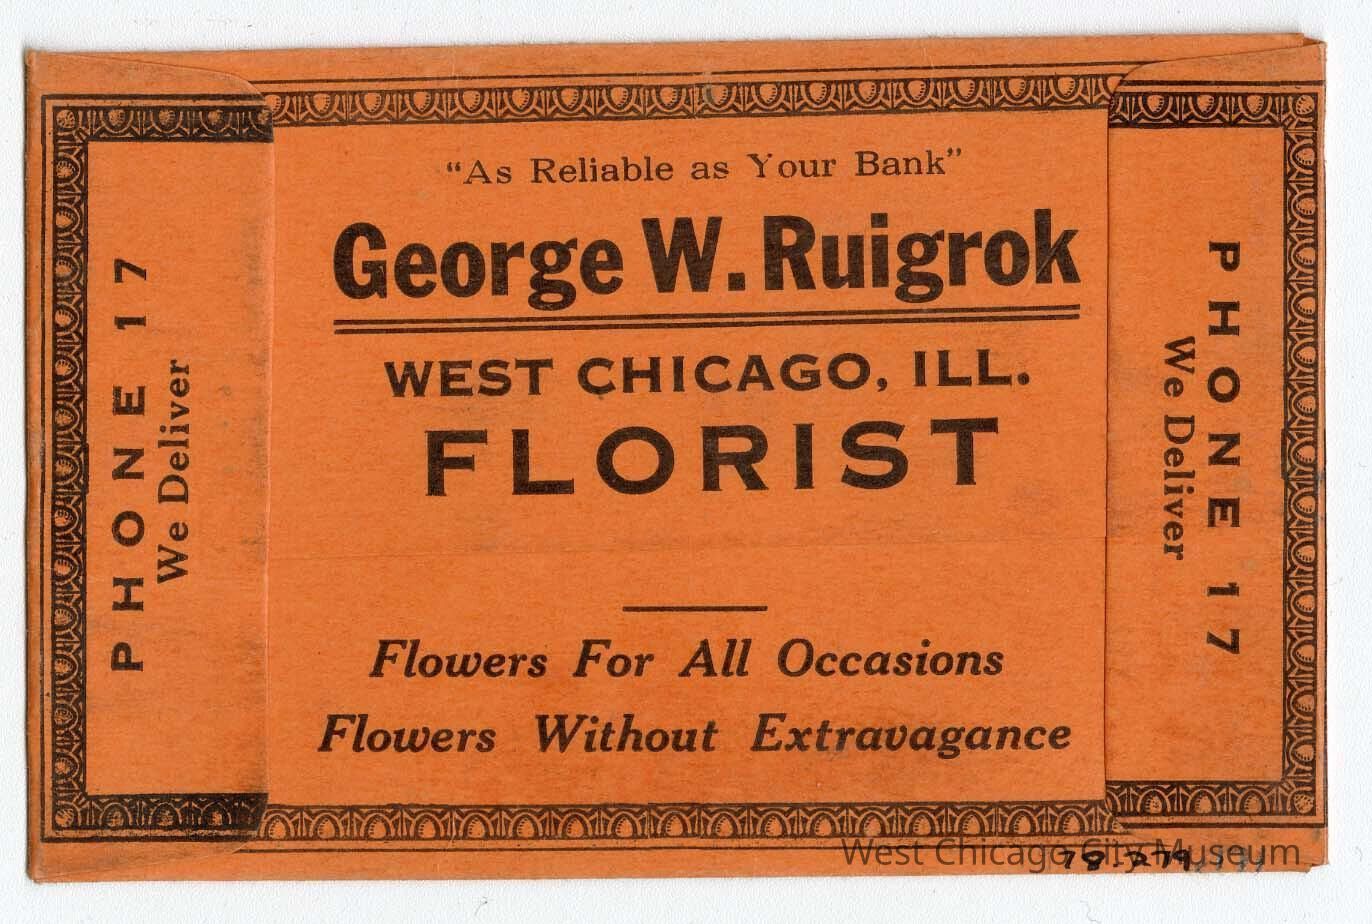 "As Reliable as Your Bank"
George W. Ruigrok
WEST CHICAGO, ILL.
FLORIST
Flowers For All Occasions
Flowers Without Extravagance
PHONE 17
We Deliver
PHONE 17
We Deliver
West Chicago City Museum